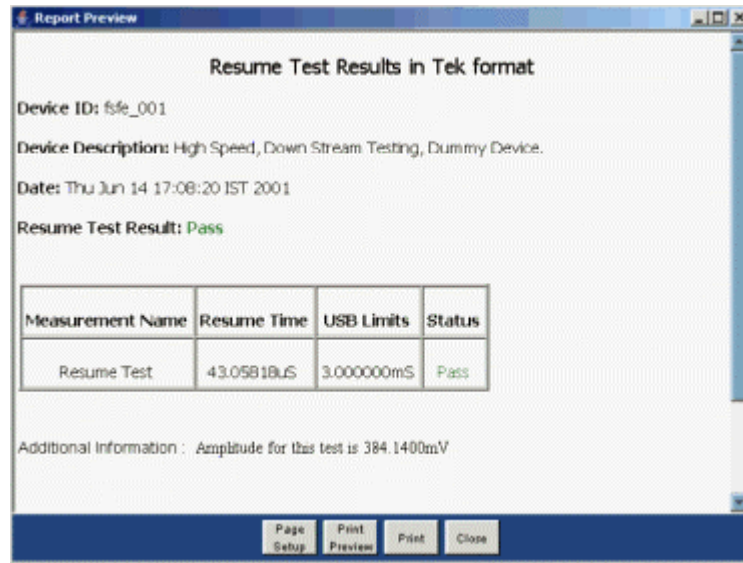 Report Preview
Resume Test Results in Tek format
Device ID: fsfe_001
Device Description: High Speed, Down Stream Testing, Dummy Device.
Date: Thu Jun 14 17:08:20 IST 2001
Resume Test Result: Pass
Measurement Name Resume Time USB Limits Status
Resume Test 43.05818uS 3.000000mS Pass
Additional Information : Amplitude for this test is 384.1400mV
Page Setup Print Preview Print Close